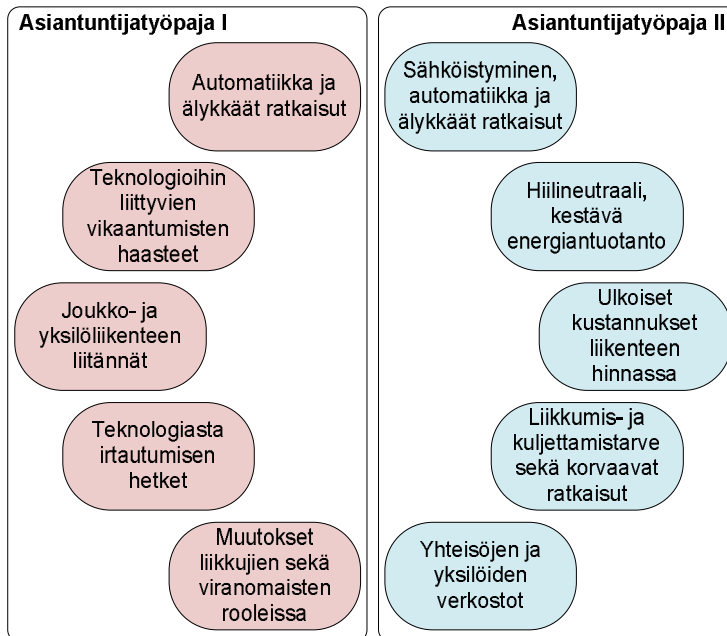 Asiantuntijatyöpaja I
Automatiikka ja
älykkäät ratkaisut
Teknologioihin
liittyvien
vikaantumisten
haasteet
Joukko- ja
yksilöliikenteen
liitännät
Teknologiasta
irtautumisen
hetket
Muutokset
liikkujien sekä
viranomaisten
rooleissa
Asiantuntijatyöpaja II
Sähköistyminen,
automatiikka ja
älykkäät ratkaisut
Hiilineutraali,
kestävä
energiantuotanto
Ulkoiset
kustannukset
liikenteen
hinnassa
Liikkumis- ja
kuljettamistarve
sekä korvaavat
ratkaisut
Yhteisöjen ja
yksilöiden
verkostot